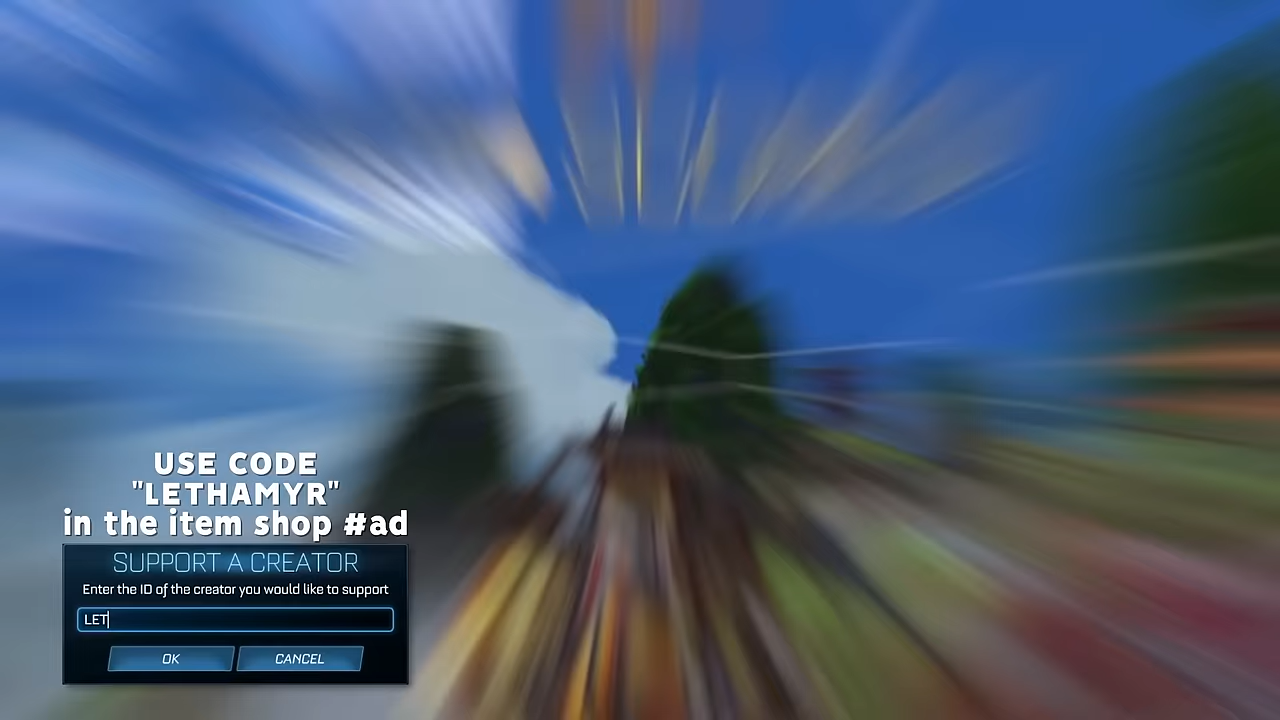 USE CODE
"LETHAMYR"
in the item shop #ad
SUPPORT A CREATOR
Enter the ID of the creator you would like to support
LET
OK
CANCEL